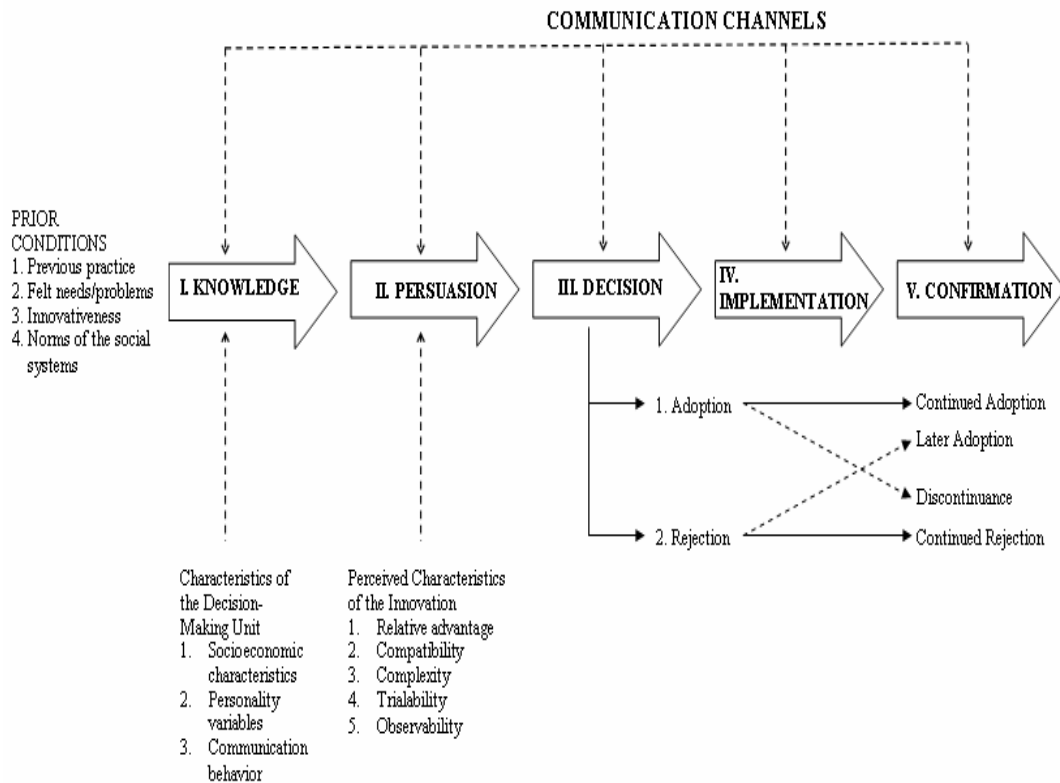 COMMUNICATION CHANNELS
PRIOR
CONDITIONS
1. Previous practice
2. Felt needs/problems
3. Innovativeness
4. Norms of the social
systems
I. KNOWLEDGE
II. PERSUASION
III. DECISION
IV.
IMPLEMENTATION
V. CONFIRMATION
1. Adoption
Continued Adoption
Later Adoption
Discontinuance
2. Rejection
Continued Rejection
Characteristics of
the Decision-
Making Unit
1. Socioeconomic
characteristics
2. Personality
variables
3. Communication
behavior
Perceived Characteristics
of the Innovation
1. Relative advantage
2. Compatibility
3. Complexity
4. Trialability
5. Observability